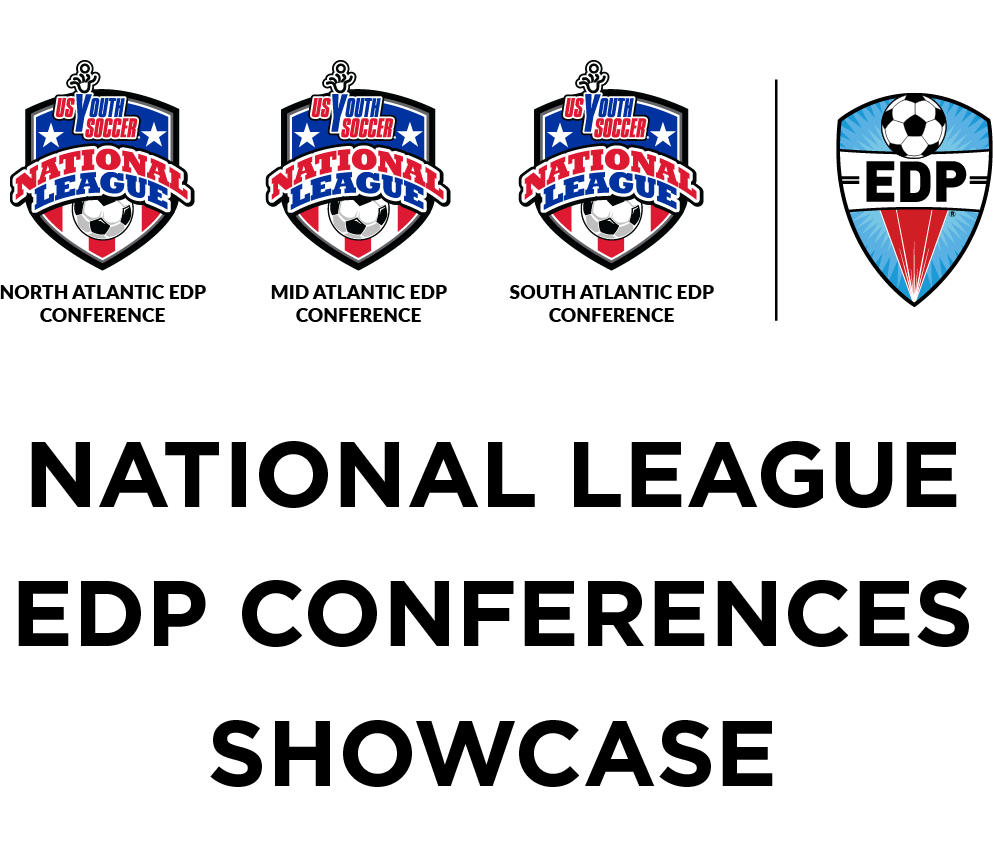 US YOUTH
SOCCER
NATIONAL
LEAGUE
NORTH ATLANTIC EDP
CONFERENCE
US YOUTH
SOCCER
NATIONAL
LEAGUE
MID ATLANTIC EDP
CONFERENCE
US YOUTH
SOCCER
NATIONAL
LEAGUE
SOUTH ATLANTIC EDP
CONFERENCE
EDP
®
NATIONAL LEAGUE
EDP CONFERENCES
SHOWCASE